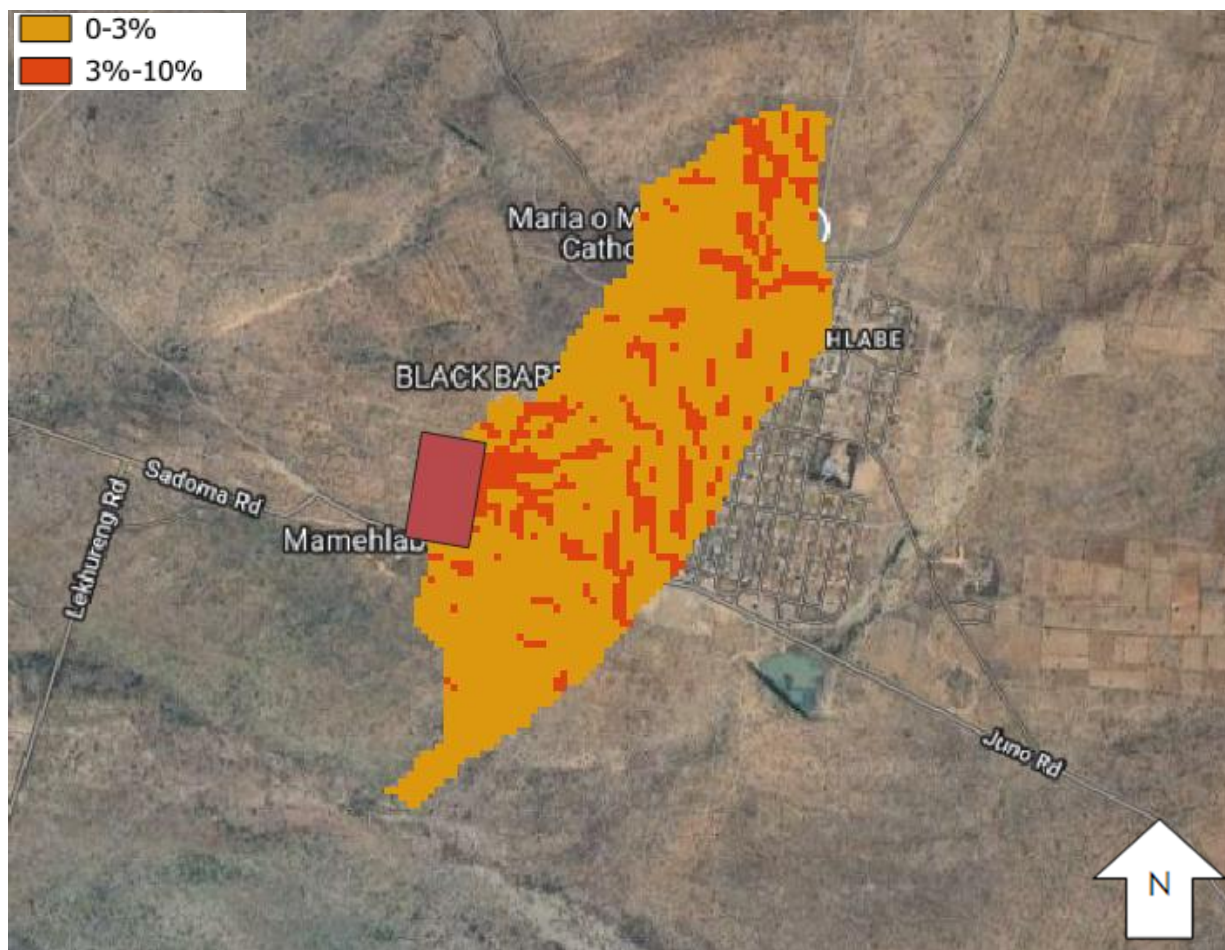 0-3%
3%-10%
Maria o M
Catho
HLABE
BLACK BAR
Sadoma Rd
Mamehlab
Lekhureng Rd
Juno Rd
N